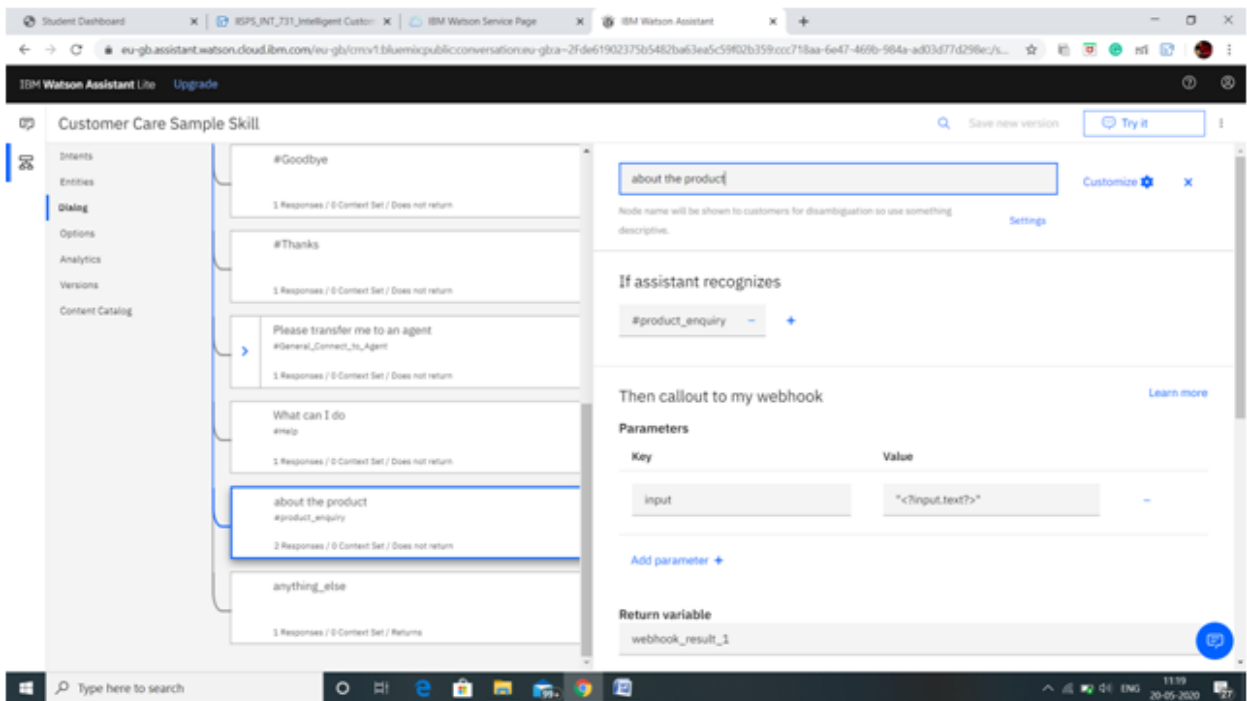 Student Dashboard
IISPS_INT_731_Intelligent Custor
IBM Watson Service Page
IBM Watson Assistant
IBM Watson Assistant Lite Upgrade
Customer Care Sample Skill
Save new version
Try it
Intents
Entities
Dialog
Options
Analytics
Versions
Content Catalog
#Goodbye
1 Responses / 0 Context Set / Does not return
#Thanks
1 Responses / 0 Context Set / Does not return
Please transfer me to an agent
#General_Connect_to_Agent
1 Responses / 0 Context Set / Does not return
What can I do
#Help
1 Responses / 0 Context Set / Does not return
about the product
#product_enquiry
2 Responses / 0 Context Set / Does not return
anything_else
1 Responses / 0 Context Set / Returns
about the product
Customize
Node name will be shown to customers for disambiguation so use something
descriptive.
Settings
If assistant recognizes
#product_enquiry
Then callout to my webhook
Learn more
Parameters
Key Value
input "<?input.text?>"
Add parameter +
Return variable
webhook_result_1
Type here to search
99+
ENG
11:19
20-05-2020
27